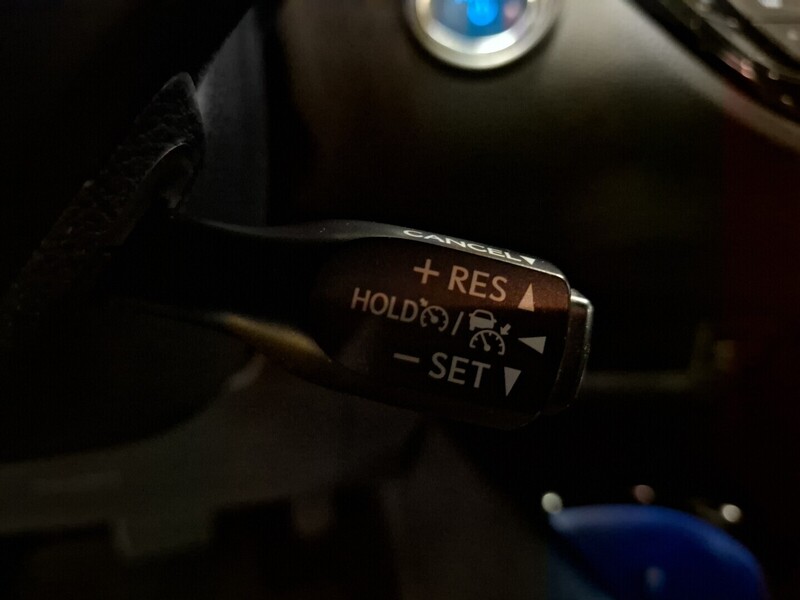 CANCEL▼
+ RES ▲
HOLD / ◀
− SET ▼